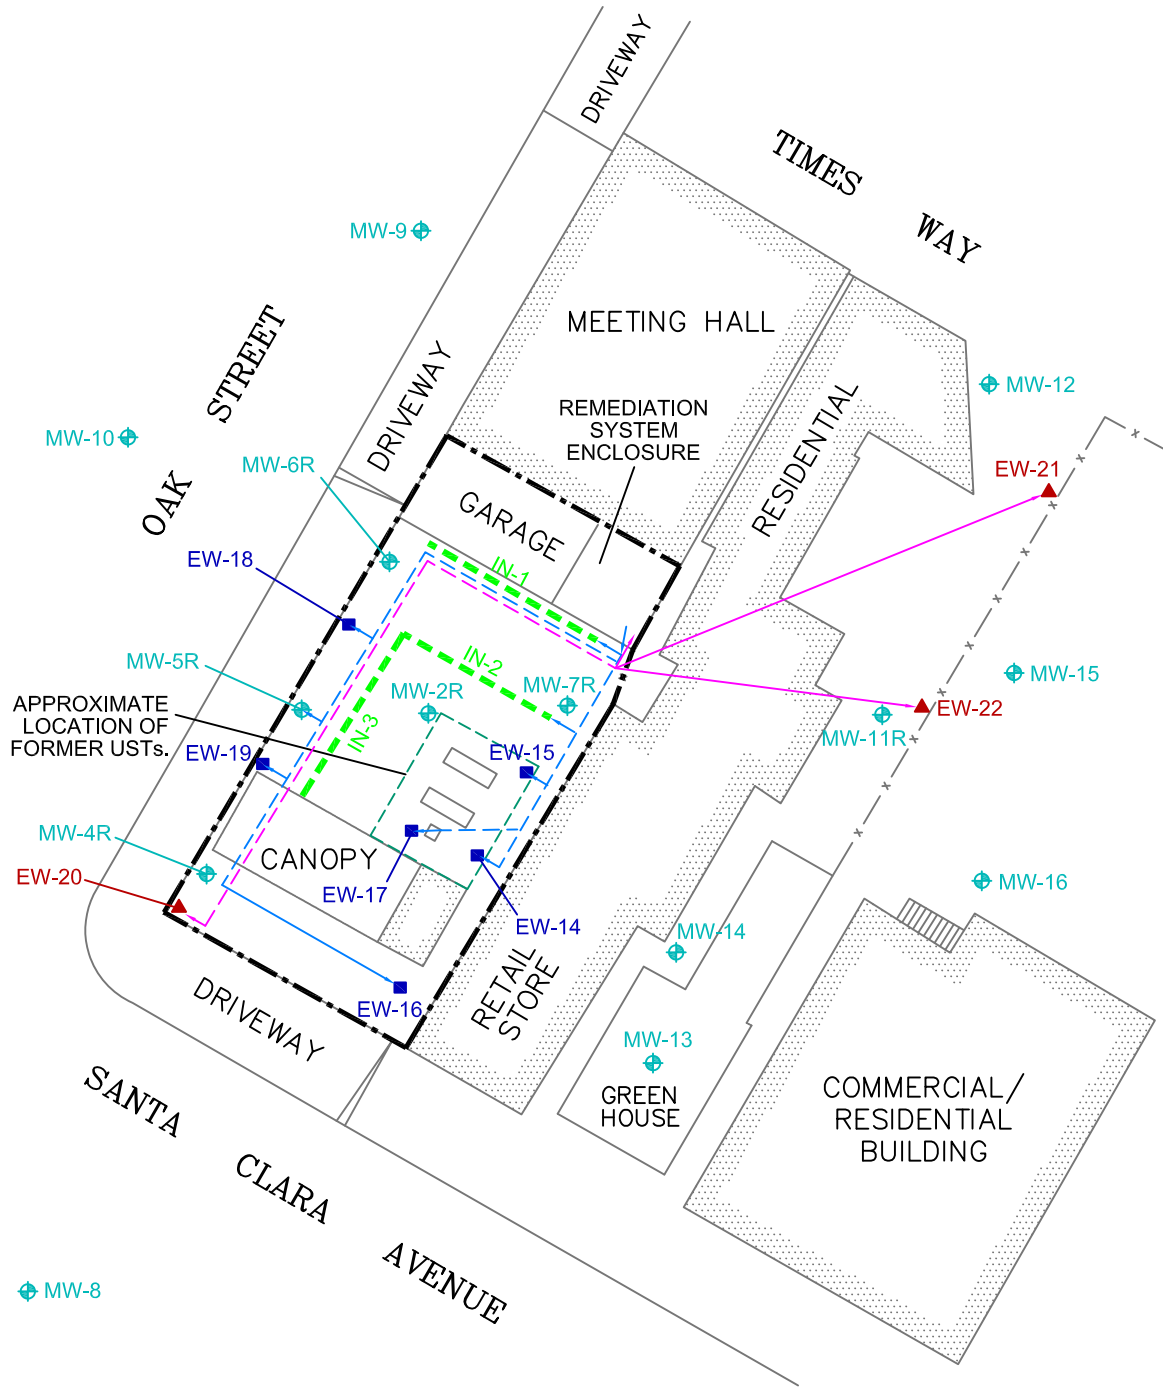 DRIVEWAY
TIMES
WAY
MW-9
MEETING HALL
STREET
OAK
MW-10
DRIVEWAY
MW-12
REMEDIATION
SYSTEM
ENCLOSURE
RESIDENTIAL
MW-6R
EW-21
GARAGE
EW-18
IN-1
MW-5R
IN-2
MW-15
MW-7R
MW-2R
APPROXIMATE
LOCATION OF
FORMER USTs.
EW-22
MW-11R
IN-3
EW-19
EW-15
MW-4R
CANOPY
EW-20
MW-16
EW-17
EW-14
MW-14
RETAIL
STORE
EW-16
DRIVEWAY
MW-13
GREEN
HOUSE
COMMERCIAL/
RESIDENTIAL
BUILDING
SANTA
CLARA
AVENUE
MW-8